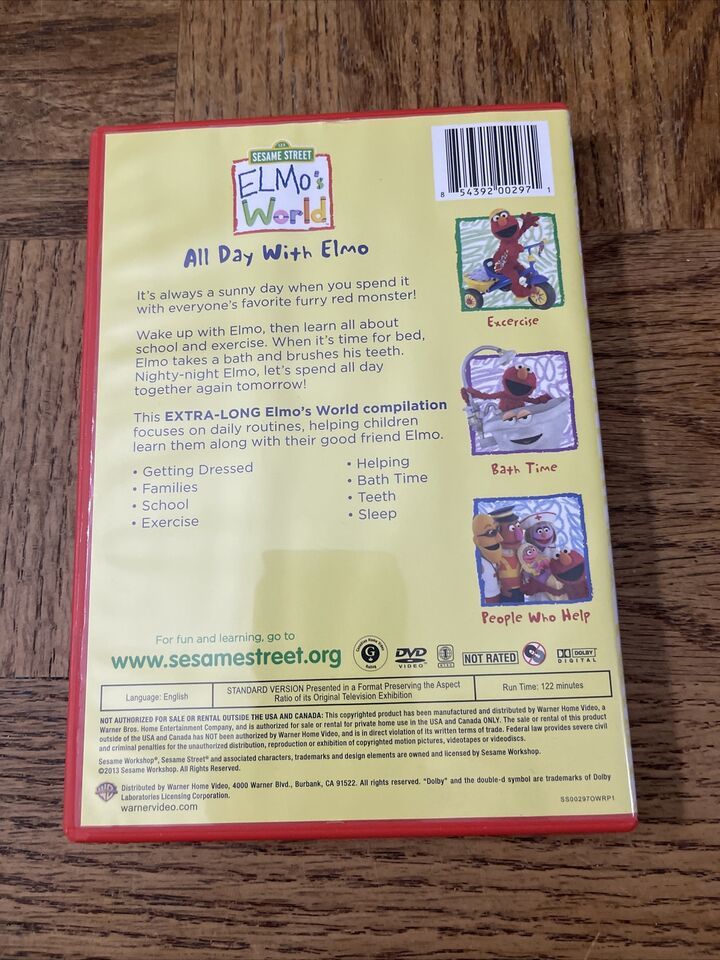 SESAME STREET
ELMO's
World
All Day With Elmo
It's always a sunny day when you spend it
with everyone's favorite furry red monster!
Wake up with Elmo, then learn all about
school and exercise. When it's time for bed,
Elmo takes a bath and brushes his teeth.
Nighty-night Elmo, let's spend all day
together again tomorrow!
This EXTRA-LONG Elmo's World compilation
focuses on daily routines, helping children
learn them along with their good friend Elmo.
• Getting Dressed
• Families
• School
• Exercise
• Helping
• Bath Time
• Teeth
• Sleep
8 54392 00297 1
Excercise
Bath Time
People Who Help
For fun and learning, go to
www.sesamestreet.org
Canadian Home Video Rated
G
DVD
VIDEO
NOT RATED
DOLBY
DIGITAL
Language: English
STANDARD VERSION Presented in a Format Preserving the Aspect
Ratio of its Original Television Exhibition
Run Time: 122 minutes
NOT AUTHORIZED FOR SALE OR RENTAL OUTSIDE THE USA AND CANADA: This copyrighted product has been manufactured and distributed by Warner Home Video, a
Warner Bros. Home Entertainment Company, and is authorized for sale or rental for private home use in the USA and Canada ONLY. The sale or rental of this product
outside of the USA and Canada has NOT been authorized by Warner Home Video, and is in direct violation of its written terms of trade. Federal law provides severe civil
and criminal penalties for the unauthorized distribution, reproduction or exhibition of copyrighted motion pictures, videotapes or videodiscs.
Sesame Workshop®, Sesame Street® and associated characters, trademarks and design elements are owned and licensed by Sesame Workshop.
©2013 Sesame Workshop. All Rights Reserved.
Distributed by Warner Home Video, 4000 Warner Blvd., Burbank, CA 91522. All rights reserved. "Dolby" and the double-d symbol are trademarks of Dolby
Laboratories Licensing Corporation.
warnervideo.com
SS00297OWRP1